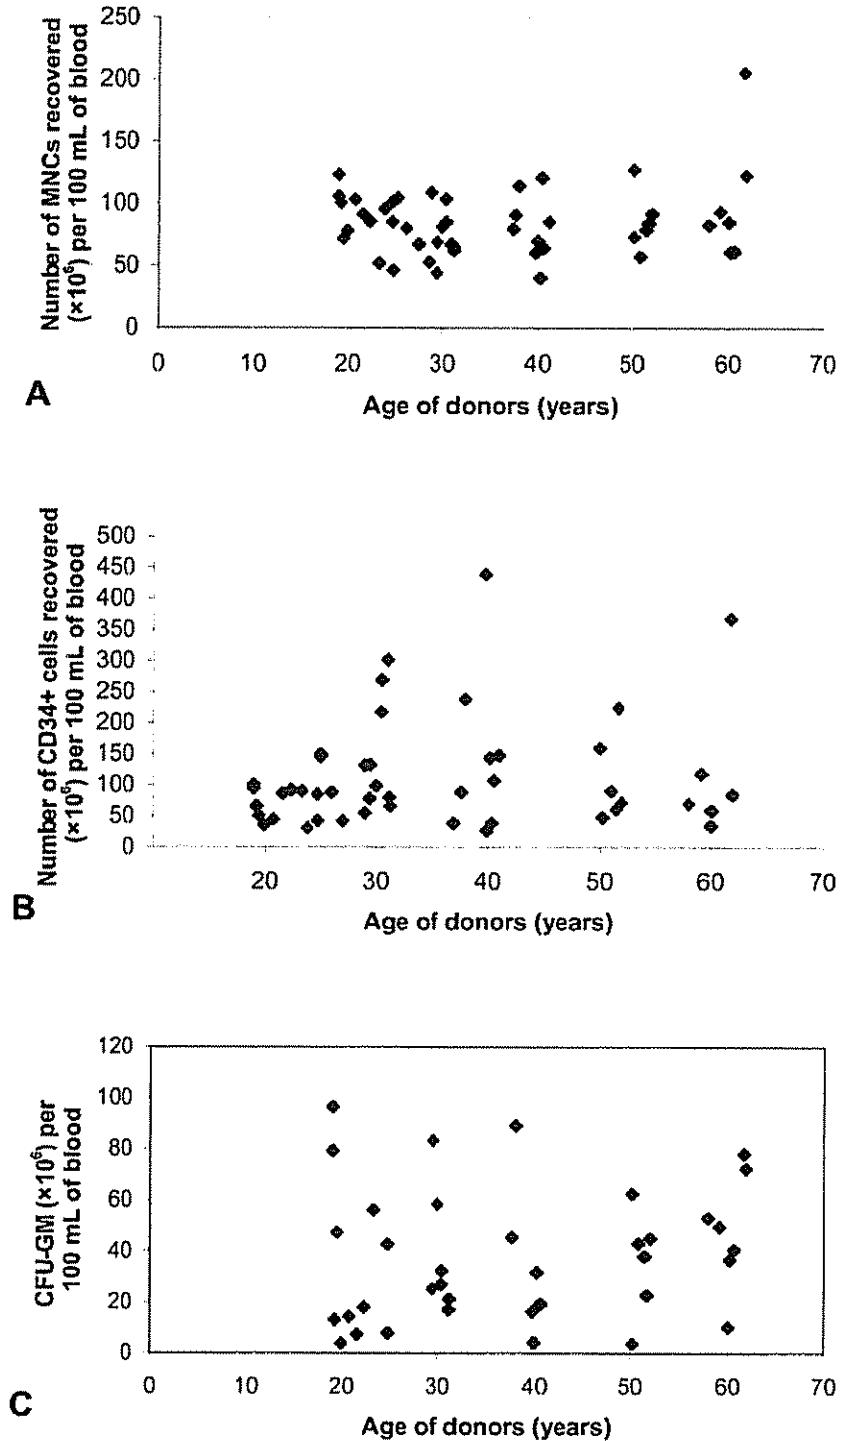 Number of MNCs recovered
(×10⁶) per 100 mL of blood
250
200
150
100
50
0
0 10 20 30 40 50 60 70
Age of donors (years)
A
Number of CD34+ cells recovered
(×10⁶) per 100 mL of blood
500
450
400
350
300
250
200
150
100
50
0
20 30 40 50 60 70
Age of donors (years)
B
CFU-GM (×10⁶) per
100 mL of blood
120
100
80
60
40
20
0
0 10 20 30 40 50 60 70
Age of donors (years)
C